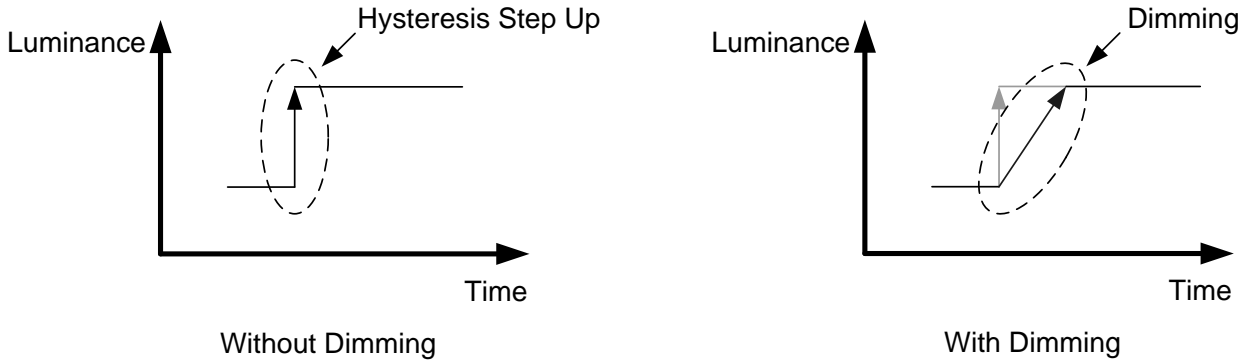 Hysteresis Step Up
Luminance
Time
Without Dimming
Dimming
Luminance
Time
With Dimming